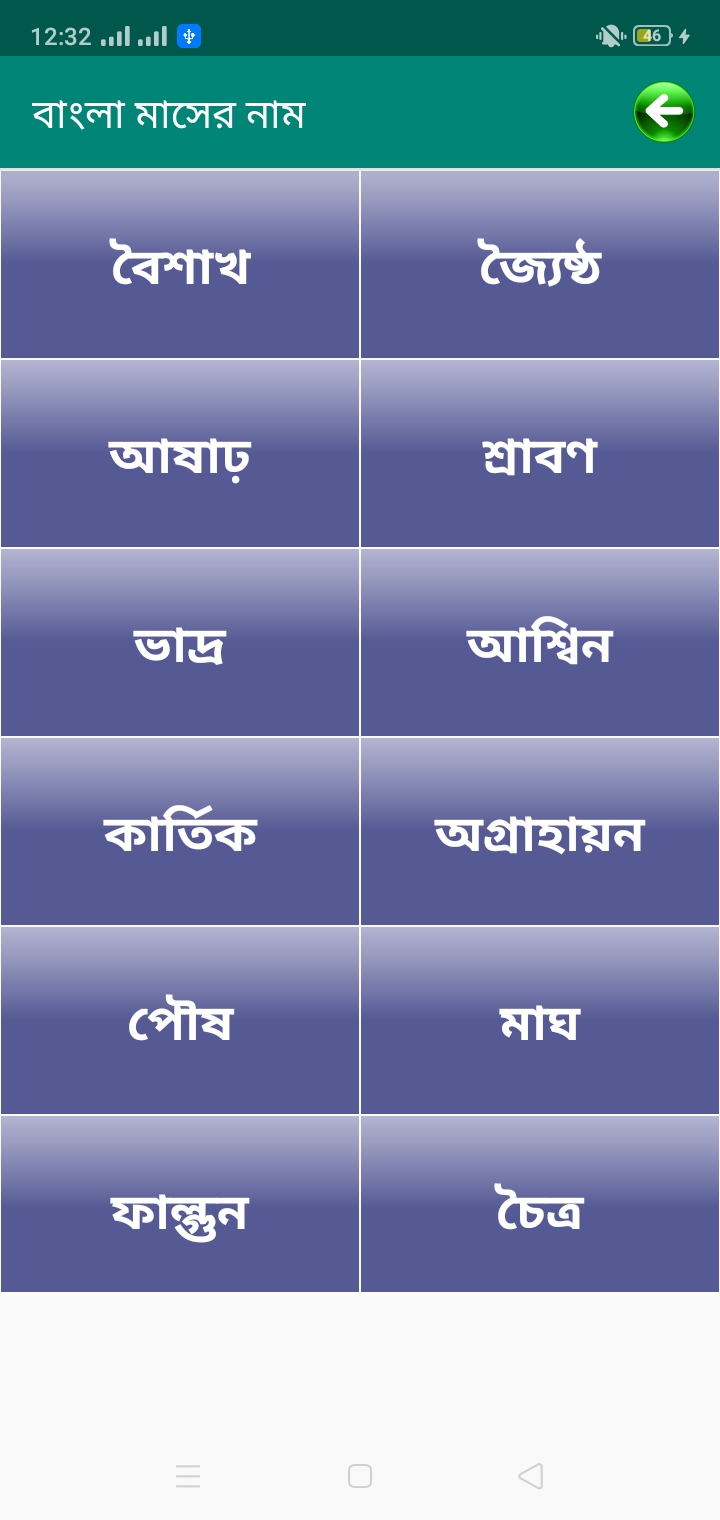 12:32
46
বাংলা মাসের নাম
বৈশাখ জ্যৈষ্ঠ
আষাঢ় শ্রাবণ
ভাদ্র আশ্বিন
কার্তিক অগ্রাহায়ন
পৌষ মাঘ
ফাল্গুন চৈত্র